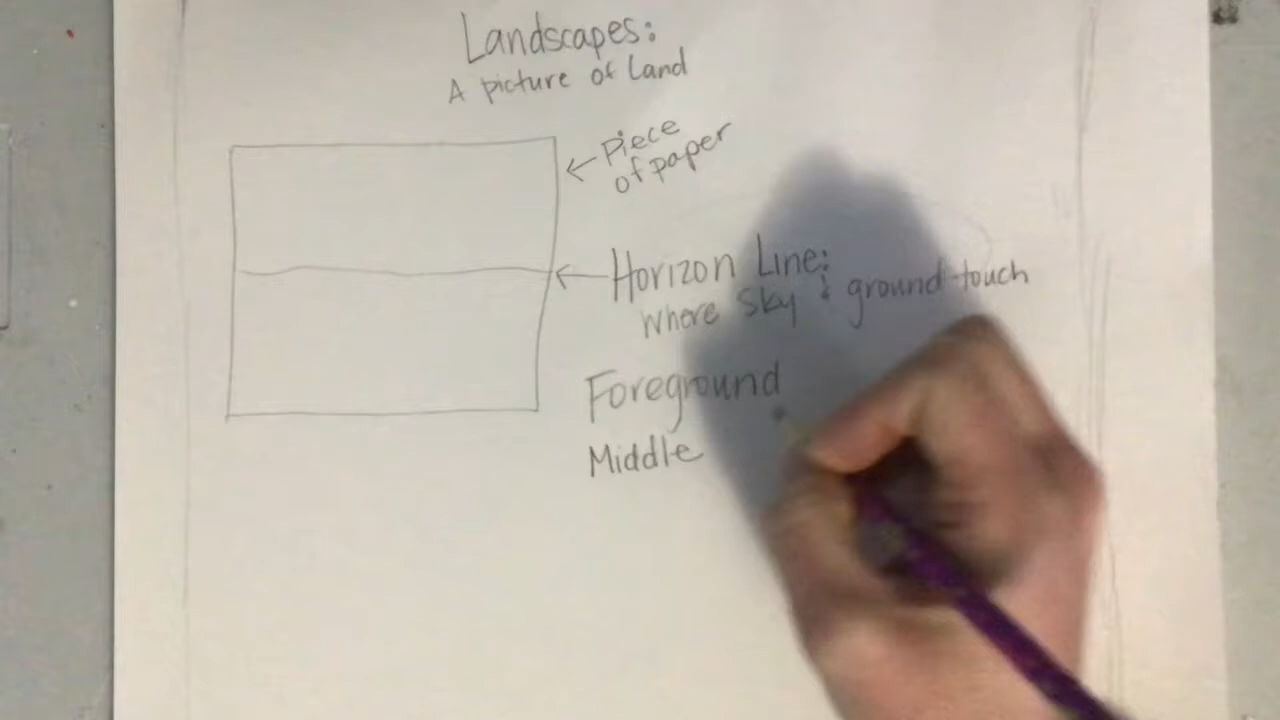 Landscapes:
A picture of Land
← Piece
of paper
← Horizon Line:
Where Sky & ground touch
Foreground
Middle